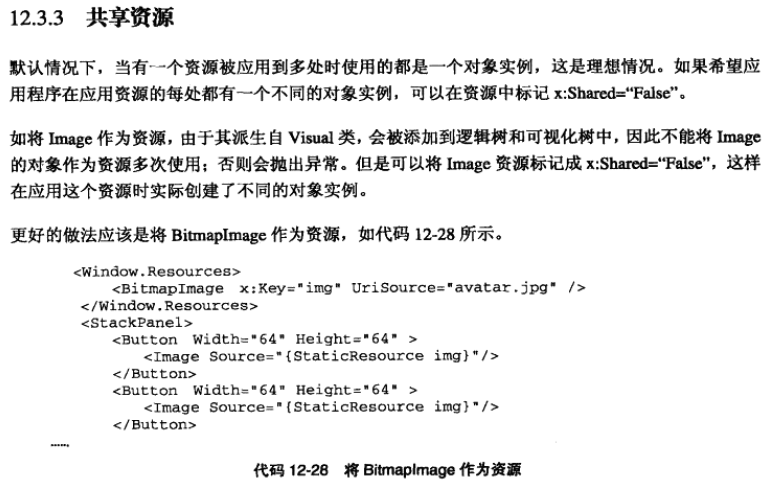 12.3.3 共享资源
默认情况下，当有一个资源被应用到多处时使用的都是一个对象实例，这是理想情况。如果希望应
用程序在应用资源的每处都有一个不同的对象实例，可以在资源中标记 x:Shared=“False”。
如将 Image 作为资源，由于其派生自 Visual 类，会被添加到逻辑树和可视化树中，因此不能将 Image
的对象作为资源多次使用；否则会抛出异常。但是可以将 Image 资源标记成 x:Shared=“False”，这样
在应用这个资源时实际创建了不同的对象实例。
更好的做法应该是将 BitmapImage 作为资源，如代码 12-28 所示。
<Window.Resources>
<BitmapImage x:Key="img" UriSource="avatar.jpg" />
</Window.Resources>
<StackPanel>
<Button Width="64" Height="64" >
<Image Source="{StaticResource img}"/>
</Button>
<Button Width="64" Height="64" >
<Image Source="{StaticResource img}"/>
</Button>
……
代码 12-28 将 BitmapImage 作为资源